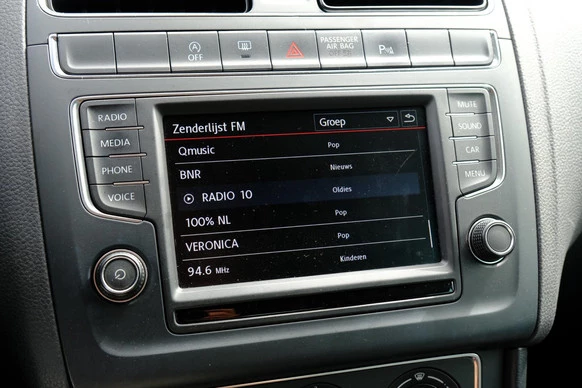 OFF
PASSENGER
AIR BAG
P
RADIO
MEDIA
PHONE
VOICE
MUTE
SOUND
CAR
MENU
Zenderlijst FM Groep
Qmusic Pop
BNR Nieuws
RADIO 10 Oldies
100% NL Pop
VERONICA Pop
94.6 MHz Kinderen